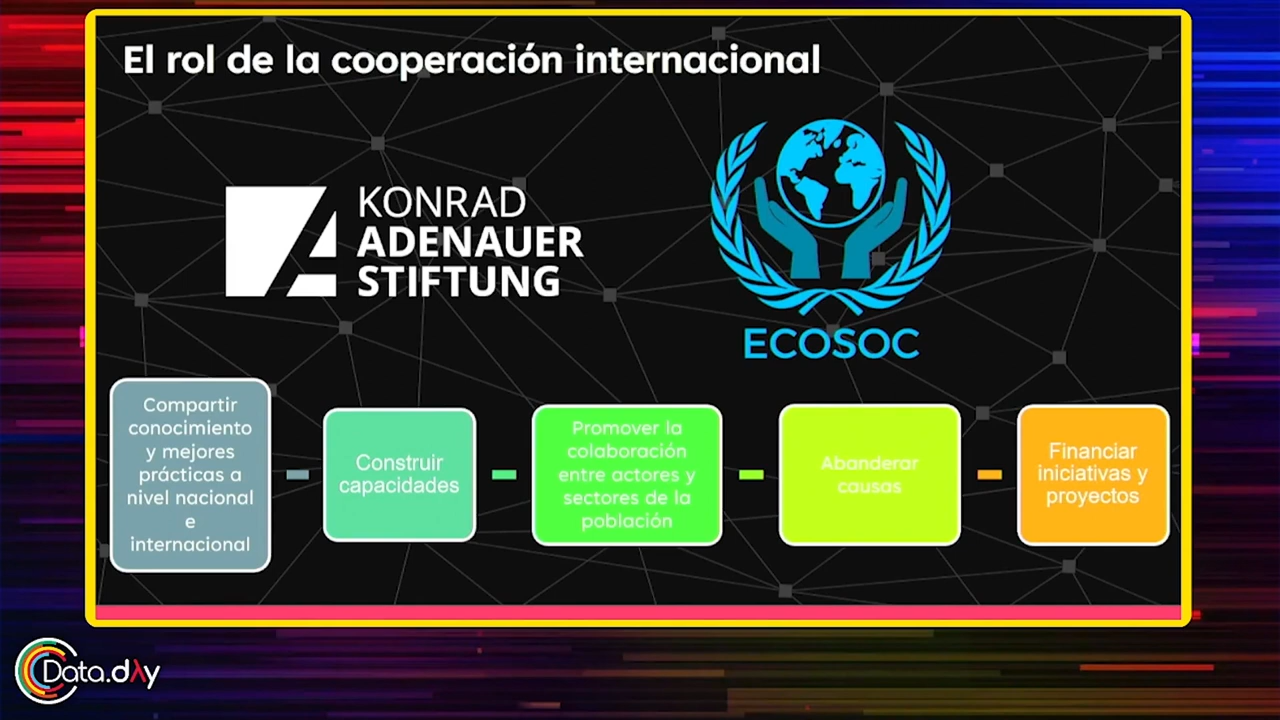 El rol de la cooperación internacional
KONRAD
ADENAUER
STIFTUNG
ECOSOC
Compartir
conocimiento
y mejores
prácticas a
nivel nacional
e
internacional
Construir
capacidades
Promover la
colaboración
entre actores y
sectores de la
población
Abanderar
causas
Financiar
iniciativas y
proyectos
Data.dλy